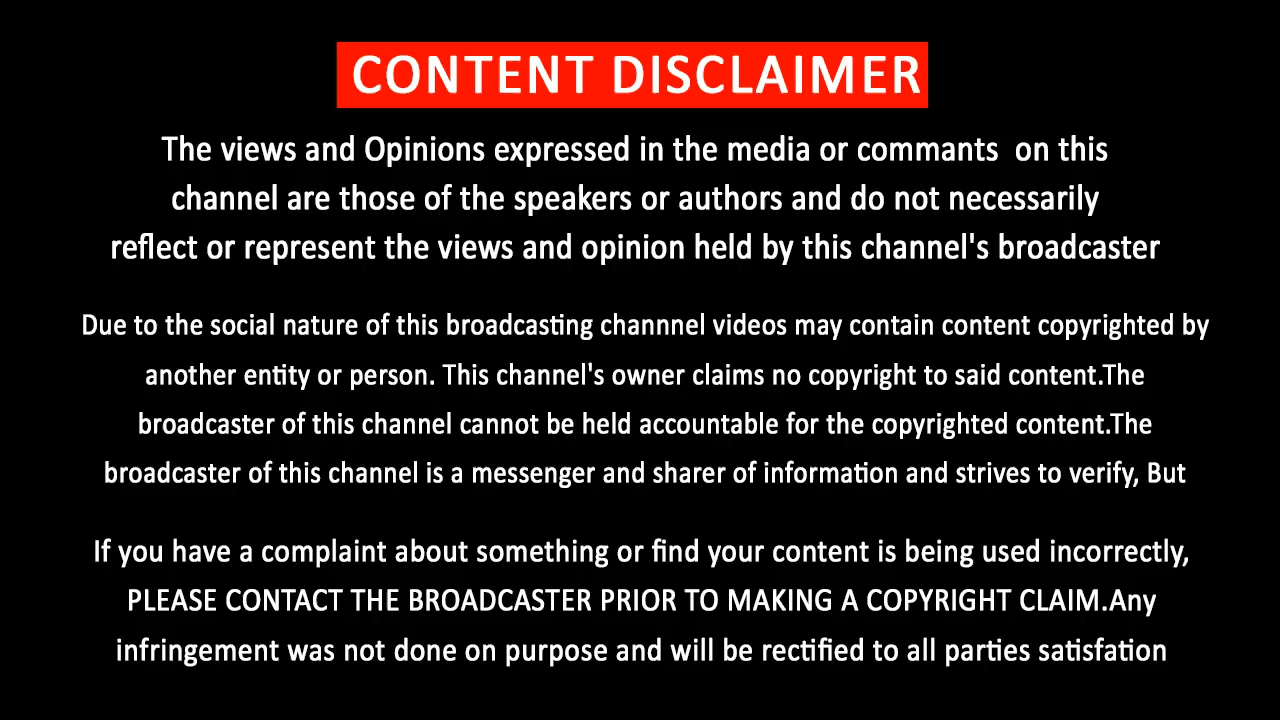 CONTENT DISCLAIMER
The views and Opinions expressed in the media or commants  on this
channel are those of the speakers or authors and do not necessarily
reflect or represent the views and opinion held by this channel's broadcaster
Due to the social nature of this broadcasting channnel videos may contain content copyrighted by
another entity or person. This channel's owner claims no copyright to said content.The
broadcaster of this channel cannot be held accountable for the copyrighted content.The
broadcaster of this channel is a messenger and sharer of information and strives to verify, But
If you have a complaint about something or find your content is being used incorrectly,
PLEASE CONTACT THE BROADCASTER PRIOR TO MAKING A COPYRIGHT CLAIM.Any
infringement was not done on purpose and will be rectified to all parties satisfation